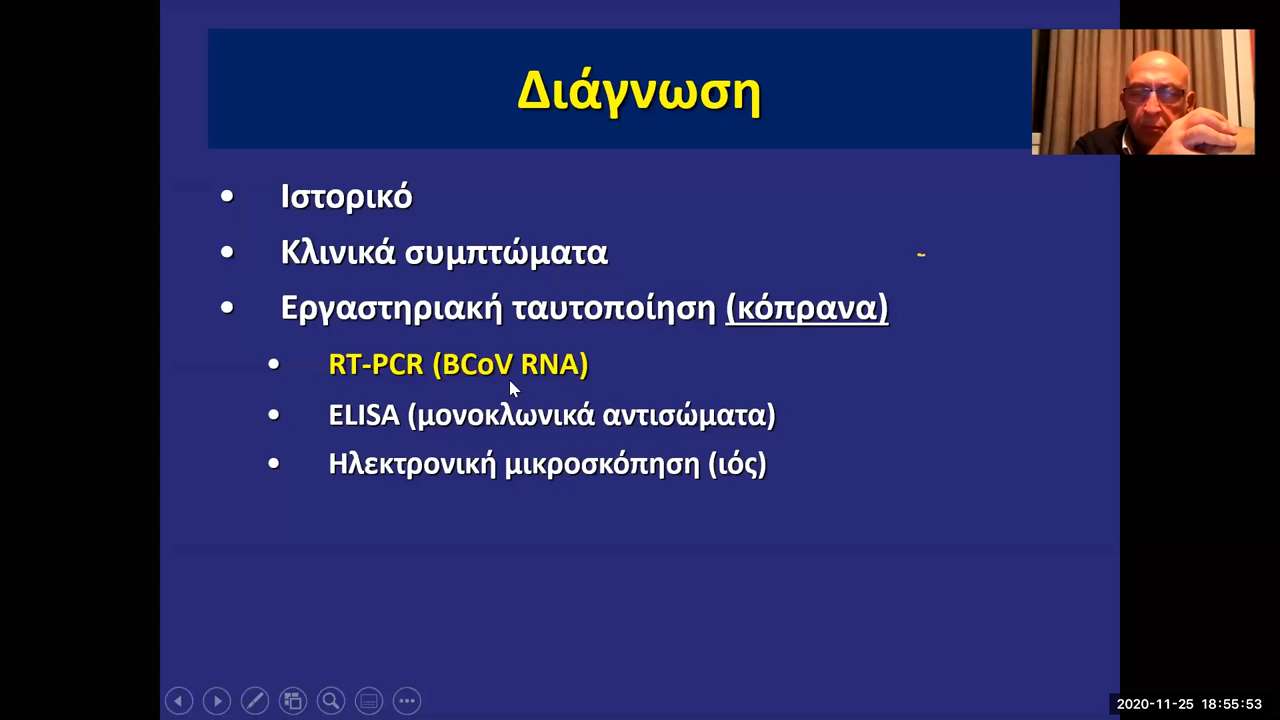 Διάγνωση
• Ιστορικό
• Κλινικά συμπτώματα
• Εργαστηριακή ταυτοποίηση (κόπρανα)
• RT-PCR (BCoV RNA)
• ELISA (μονοκλωνικά αντισώματα)
• Ηλεκτρονική μικροσκόπηση (ιός)
2020-11-25 18:55:53